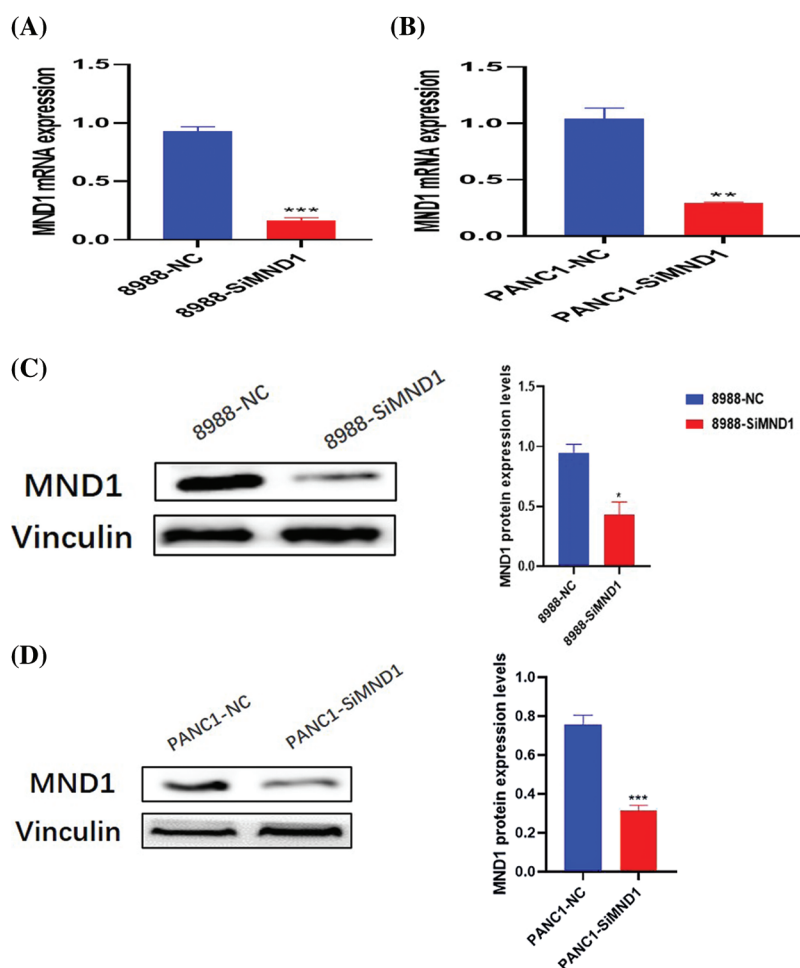 (A)
MND1 mRNA expression
1.5
1.0
0.5
0.0
***
8988-NC
8988-SiMND1
(B)
MND1 mRNA expression
1.5
1.0
0.5
0.0
**
PANC1-NC
PANC1-SiMND1
(C)
8988-NC
8988-SiMND1
MND1
Vinculin
MND1 protein expression levels
1.5
1.0
0.5
0.0
*
8988-NC
8988-SiMND1
8988-NC
8988-SiMND1
(D)
PANC1-NC
PANC1-SiMND1
MND1
Vinculin
MND1 protein expression levels
0.8
0.6
0.4
0.2
0.0
***
PANC1-NC
PANC1-SiMND1